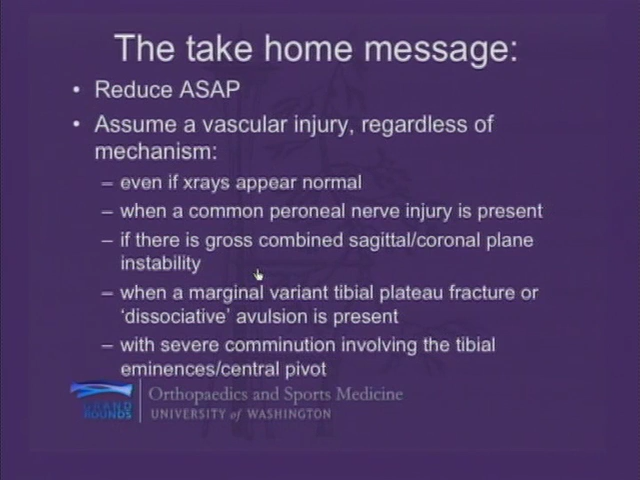 The take home message:
• Reduce ASAP
• Assume a vascular injury, regardless of
mechanism:
– even if xrays appear normal
– when a common peroneal nerve injury is present
– if there is gross combined sagittal/coronal plane
instability
– when a marginal variant tibial plateau fracture or
‘dissociative’ avulsion is present
– with severe comminution involving the tibial
eminences/central pivot
GRAND
ROUNDS
Orthopaedics and Sports Medicine
UNIVERSITY of WASHINGTON